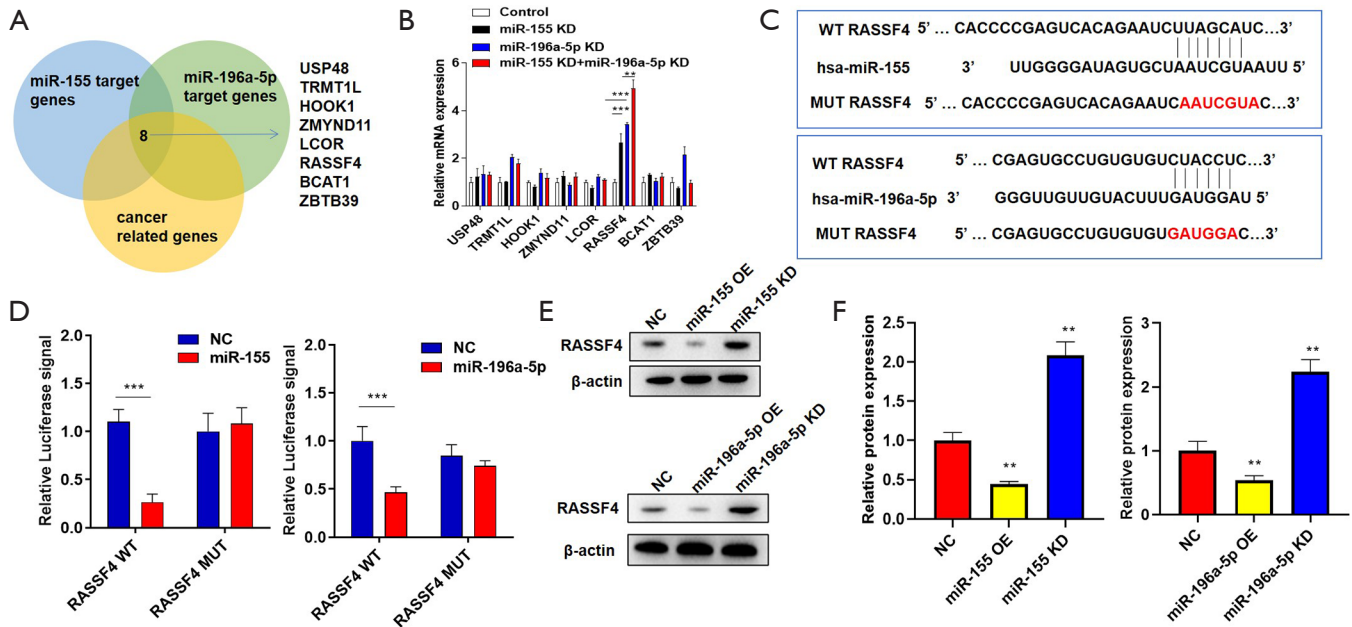 A
miR-155 target
genes
miR-196a-5p
target genes
8
cancer
related genes
USP48
TRMT1L
HOOK1
ZMYND11
LCOR
RASSF4
BCAT1
ZBTB39
B
Control
miR-155 KD
miR-196a-5p KD
miR-155 KD+miR-196a-5p KD
Relative mRNA expression
6
4
2
0
**
***
***
USP48
TRMT1L
HOOK1
ZMYND11
LCOR
RASSF4
BCAT1
ZBTB39
C
WT RASSF4 5' ... CACCCCGAGUCACAGAAUCUUAGCAUC...3'
hsa-miR-155 3' UUGGGGAUAGUGCUAAUCGUAAUU 5'
MUT RASSF4 5' ... CACCCCGAGUCACAGAAUCAAUCGUAC...3'
WT RASSF4 5' ... CGAGUGCCUGUGUGUCUACCUC...3'
hsa-miR-196a-5p 3' GGGUUGUUGUACUUUGAUGGAU 5'
MUT RASSF4 5' ... CGAGUGCCUGUGUGUGAUGGAC...3'
D
Relative Luciferase signal
2.0
1.5
1.0
0.5
0.0
NC
miR-155
***
RASSF4 WT
RASSF4 MUT
Relative Luciferase signal
2.0
1.5
1.0
0.5
0.0
NC
miR-196a-5p
***
RASSF4 WT
RASSF4 MUT
E
NC
miR-155 OE
miR-155 KD
RASSF4
β-actin
NC
miR-196a-5p OE
miR-196a-5p KD
RASSF4
β-actin
F
Relative protein expression
2.5
2.0
1.5
1.0
0.5
0.0
**
**
NC
miR-155 OE
miR-155 KD
Relative protein expression
3
2
1
0
**
**
NC
miR-196a-5p OE
miR-196a-5p KD